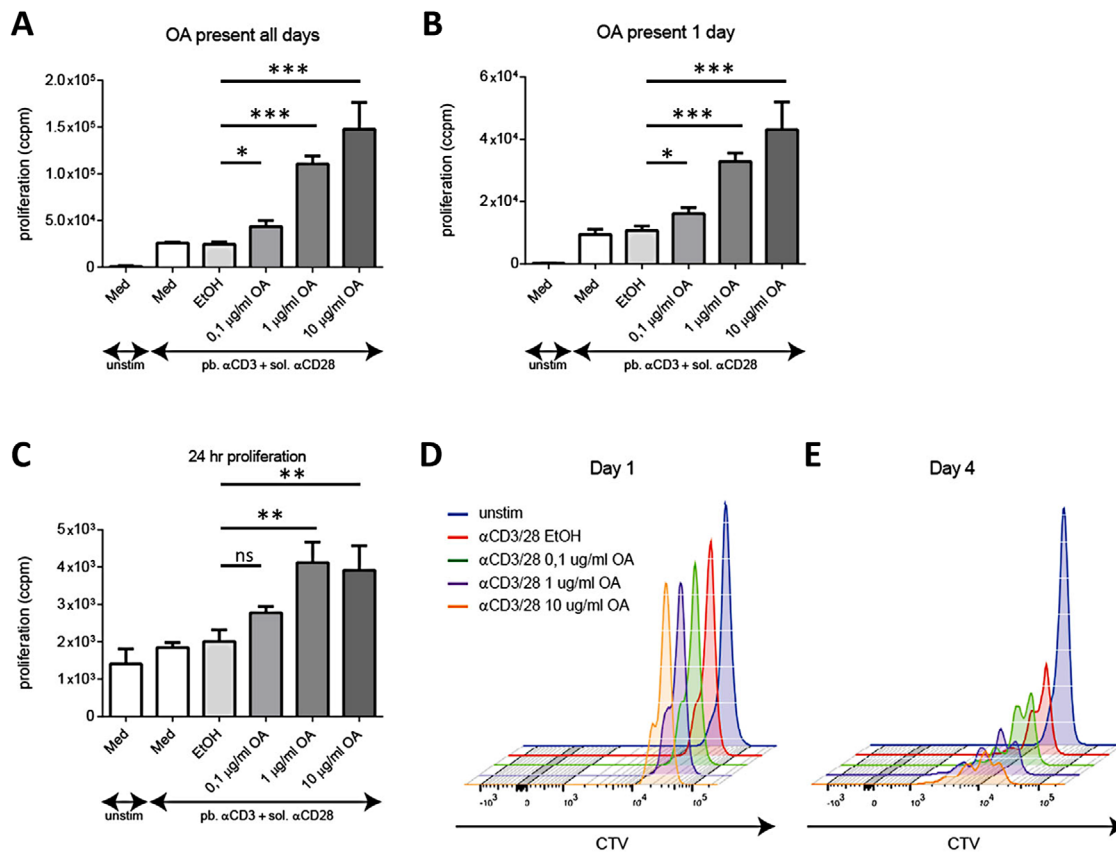 A
OA present all days
proliferation (ccpm)
2.0x10⁵
1.5x10⁵
1.0x10⁵
5.0x10⁴
0
***
***
*
Med
Med
EtOH
0,1 µg/ml OA
1 µg/ml OA
10 µg/ml OA
unstim
pb. αCD3 + sol. αCD28
B
OA present 1 day
proliferation (ccpm)
6x10⁴
4x10⁴
2x10⁴
0
***
***
*
Med
Med
EtOH
0,1 µg/ml OA
1 µg/ml OA
10 µg/ml OA
unstim
pb. αCD3 + sol. αCD28
C
24 hr proliferation
proliferation (ccpm)
5x10³
4x10³
3x10³
2x10³
1x10³
0
**
**
ns
Med
Med
EtOH
0,1 µg/ml OA
1 µg/ml OA
10 µg/ml OA
unstim
pb. αCD3 + sol. αCD28
D
Day 1
unstim
αCD3/28 EtOH
αCD3/28 0,1 ug/ml OA
αCD3/28 1 ug/ml OA
αCD3/28 10 ug/ml OA
-10³ 0 10³ 10⁴ 10⁵
CTV
E
Day 4
-10³ 0 10³ 10⁴ 10⁵
CTV